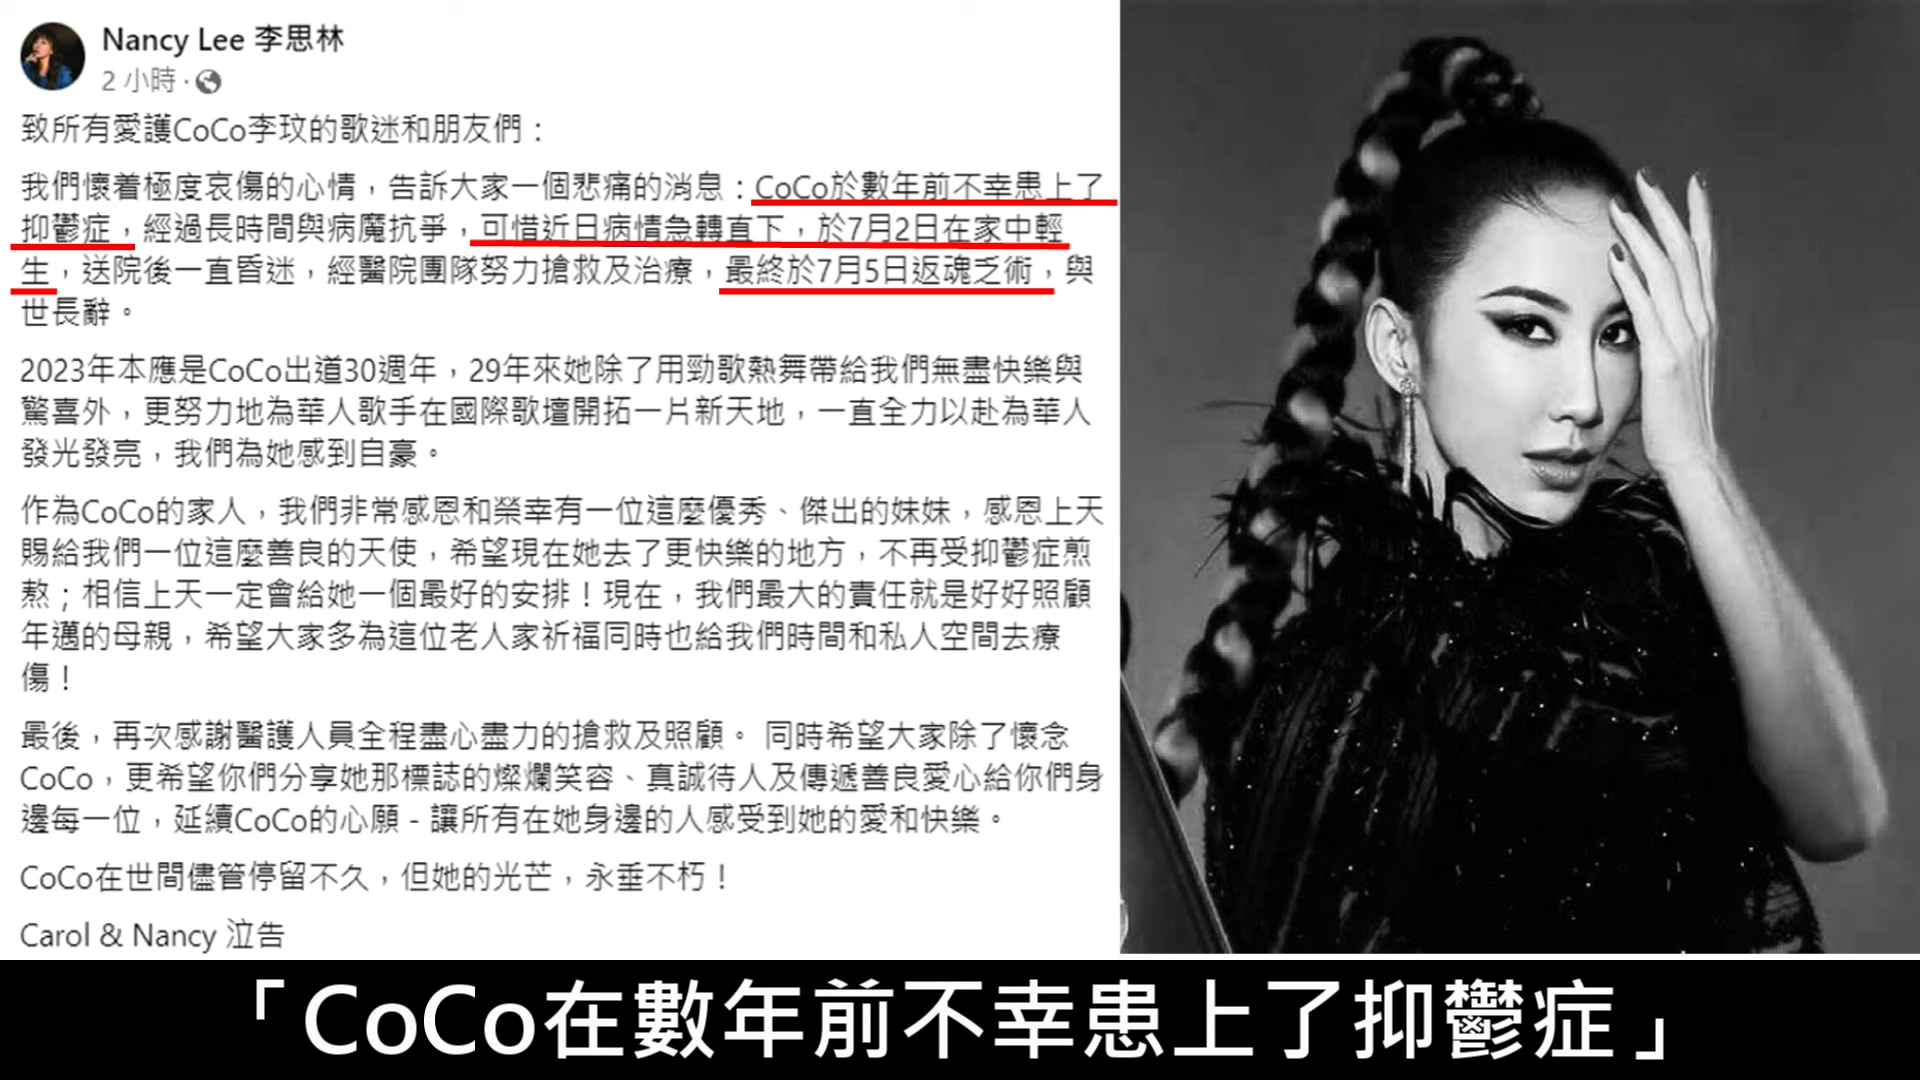 Nancy Lee 李思林
2 小時 ·
致所有愛護CoCo李玟的歌迷和朋友們：
我們懷着極度哀傷的心情，告訴大家一個悲痛的消息：CoCo於數年前不幸患上了
抑鬱症，經過長時間與病魔抗爭，可惜近日病情急轉直下，於7月2日在家中輕
生，送院後一直昏迷，經醫院團隊努力搶救及治療，最終於7月5日返魂乏術，與
世長辭。
2023年本應是CoCo出道30週年，29年來她除了用勁歌熱舞帶給我們無盡快樂與
驚喜外，更努力地為華人歌手在國際歌壇開拓一片新天地，一直全力以赴為華人
發光發亮，我們為她感到自豪。
作為CoCo的家人，我們非常感恩和榮幸有一位這麼優秀、傑出的妹妹，感恩上天
賜給我們一位這麼善良的天使，希望現在她去了更快樂的地方，不再受抑鬱症煎
熬；相信上天一定會給她一個最好的安排！現在，我們最大的責任就是好好照顧
年邁的母親，希望大家多為這位老人家祈福同時也給我們時間和私人空間去療
傷！
最後，再次感謝醫護人員全程盡心盡力的搶救及照顧。 同時希望大家除了懷念
CoCo，更希望你們分享她那標誌的燦爛笑容、真誠待人及傳遞善良愛心給你們身
邊每一位，延續CoCo的心願 - 讓所有在她身邊的人感受到她的愛和快樂。
CoCo在世間儘管停留不久，但她的光芒，永垂不朽！
Carol & Nancy 泣告
「CoCo在數年前不幸患上了抑鬱症」